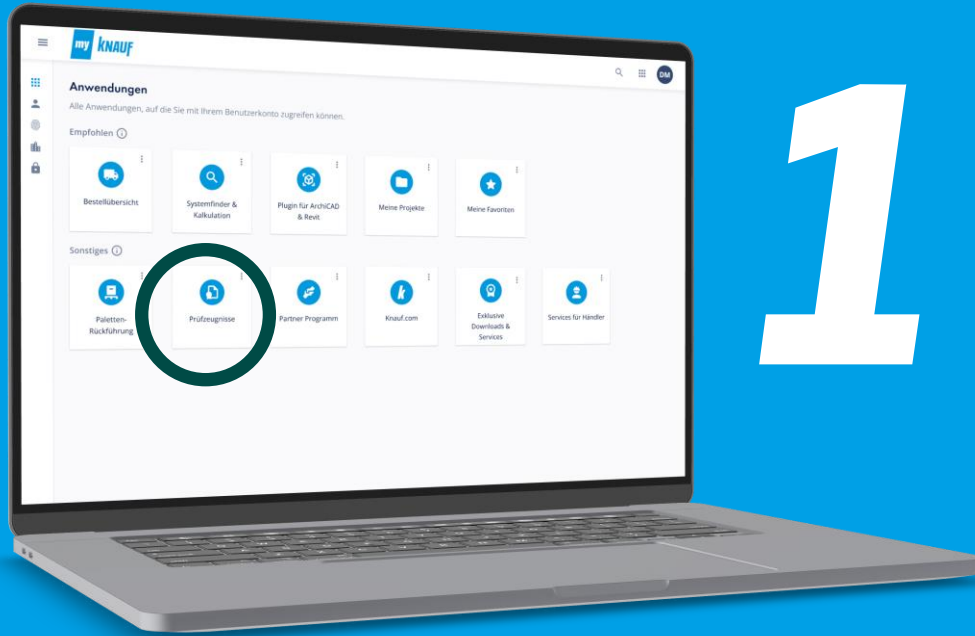 my KNAUF
DM
Anwendungen
Alle Anwendungen, auf die Sie mit Ihrem Benutzerkonto zugreifen können.
Empfohlen
Bestellübersicht
Systemfinder &
Kalkulation
Plugin für ArchiCAD
& Revit
Meine Projekte
Meine Favoriten
Sonstiges
Paletten-
Rückführung
Prüfzeugnisse
Partner Programm
k
Knauf.com
Exklusive
Downloads &
Services
Services für Händler
1